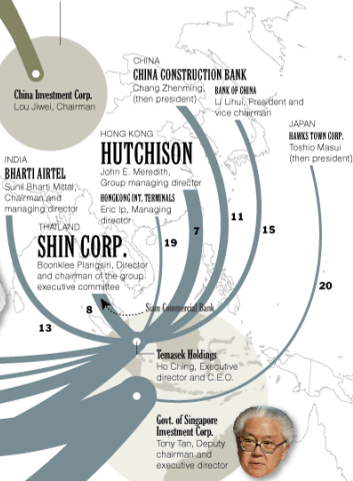 China Investment Corp.
Lou Jiwei, Chairman
CHINA
CHINA CONSTRUCTION BANK
Chang Zhenming,
(then president)
BANK OF CHINA
Li Lihui, President and
vice chairman
JAPAN
HAWKS TOWN CORP.
Toshio Masui
(then president)
HONG KONG
HUTCHISON
John E. Meredith,
Group managing director
HONGKONG INT. TERMINALS
Eric Ip, Managing
director
INDIA
BHARTI AIRTEL
Sunil Bharti Mittal,
Chairman and
managing director
THAILAND
SHIN CORP.
Boonklee Plangsiri, Director
and chairman of the group
executive committee
7
11
15
19
20
8
Siam Commercial Bank
13
Temasek Holdings
Ho Ching, Executive
director and C.E.O.
Govt. of Singapore
Investment Corp.
Tony Tan, Deputy
chairman and
executive director